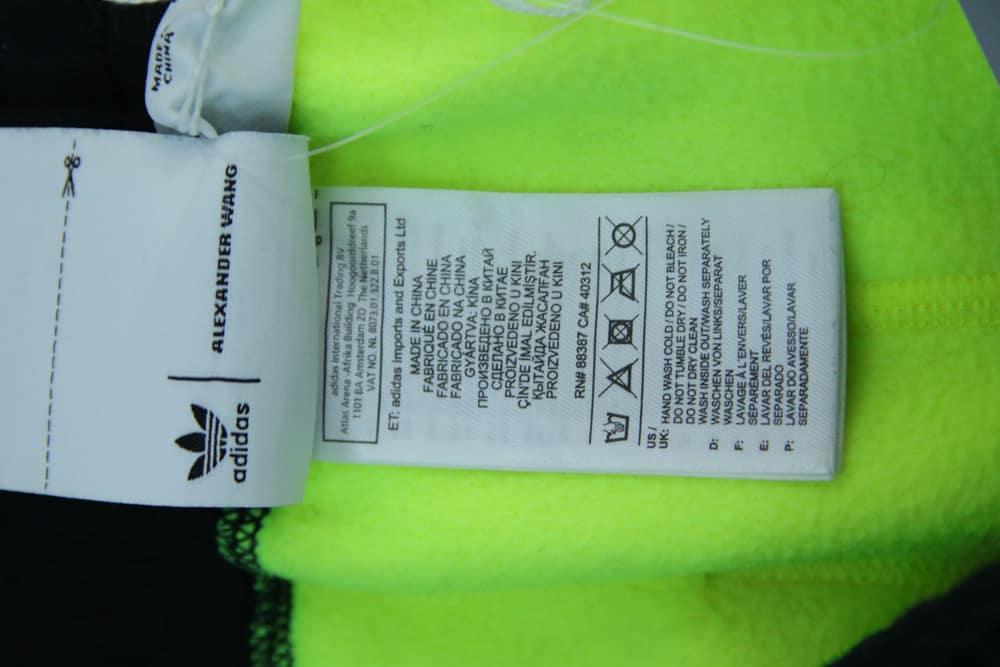 MADE
CHINA
ALEXANDER WANG
adidas
adidas International Trading BV
Atlas Arena -Afrika Building Hoogoorddreef 9a
1101 BA Amsterdam ZO The Netherlands
VAT NO. NL 8073.01.322.B.01
ET: adidas Imports and Exports Ltd
MADE IN CHINA
FABRIQUÉ EN CHINE
FABRICADO EN CHINA
FABRICADO NA CHINA
GYÁRTVA: KÍNA
ПРОИЗВЕДЕНО В КИТАЙ
СДЕЛАНО В КИТАЕ
PROIZVEDENO U KINI
ÇİN'DE İMAL EDİLMİŞTİR.
ҚЫТАЙДА ЖАСАЛҒАН
PROIZVEDENO U KINI
RN# 88387 CA# 40312
US /
UK: HAND WASH COLD / DO NOT BLEACH /
DO NOT TUMBLE DRY / DO NOT IRON /
DO NOT DRY CLEAN
WASH INSIDE OUT/WASH SEPARATELY
D: WASCHEN VON LINKS/SEPARAT
WASCHEN
F: LAVAGE À L'ENVERS/LAVER
SÉPARÉMENT
E: LAVAR DEL REVÉS/LAVAR POR
SEPARADO
P: LAVAR DO AVESSO/LAVAR
SEPARADAMENTE